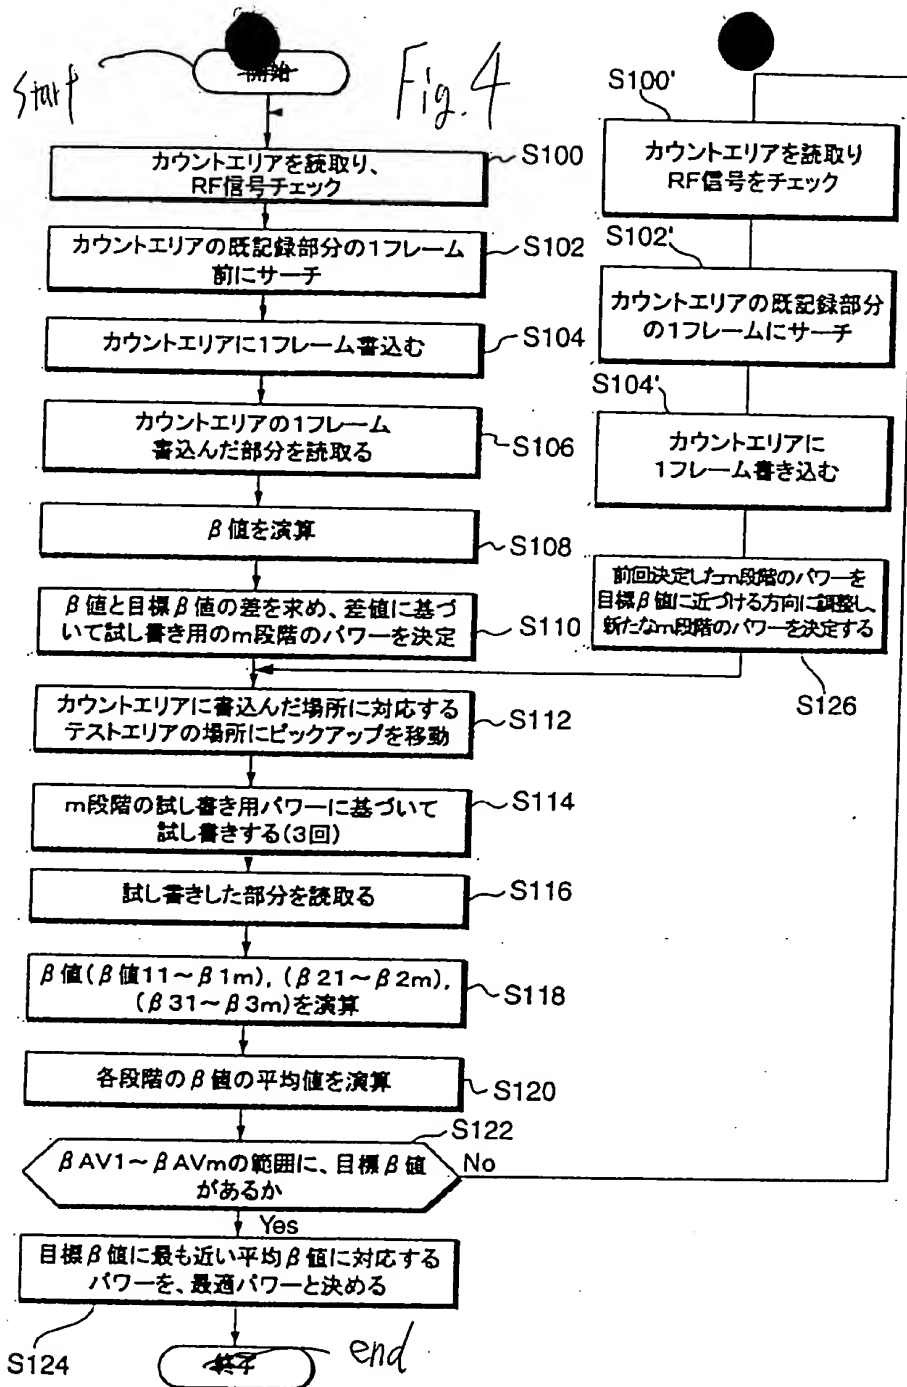 Start
開始
Fig.4
カウントエリアを読取り、
RF信号チェック
S100
カウントエリアの既記録部分の1フレーム
前にサーチ
S102
カウントエリアに1フレーム書込む
S104
カウントエリアの1フレーム
書込んだ部分を読取る
S106
β値を演算
S108
β値と目標β値の差を求め、差値に基づ
いて試し書き用のm段階のパワーを決定
S110
カウントエリアに書込んだ場所に対応する
テストエリアの場所にピックアップを移動
S112
m段階の試し書き用パワーに基づいて
試し書きする(3回)
S114
試し書きした部分を読取る
S116
β値(β値11~β1m),(β21~β2m),
(β31~β3m)を演算
S118
各段階のβ値の平均値を演算
S120
S122
βAV1~βAVmの範囲に、目標β値
があるか
No
Yes
目標β値に最も近い平均β値に対応する
パワーを、最適パワーと決める
S124
終了
end
S100'
カウントエリアを読取り
RF信号をチェック
S102'
カウントエリアの既記録部分
の1フレームにサーチ
S104'
カウントエリアに
1フレーム書き込む
前回決定したm段階のパワーを
目標β値に近づける方向に調整し、
新たなm段階のパワーを決定する
S126